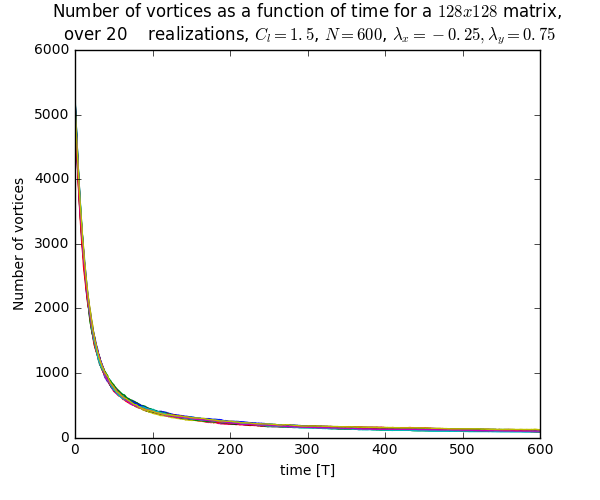 Number of vortices as a function of time for a 128x128 matrix,
over 20    realizations, C_l = 1.5, N = 600, λ_x = −0.25, λ_y = 0.75
6000
5000
4000
3000
2000
1000
0
Number of vortices
0 100 200 300 400 500 600
time [T]